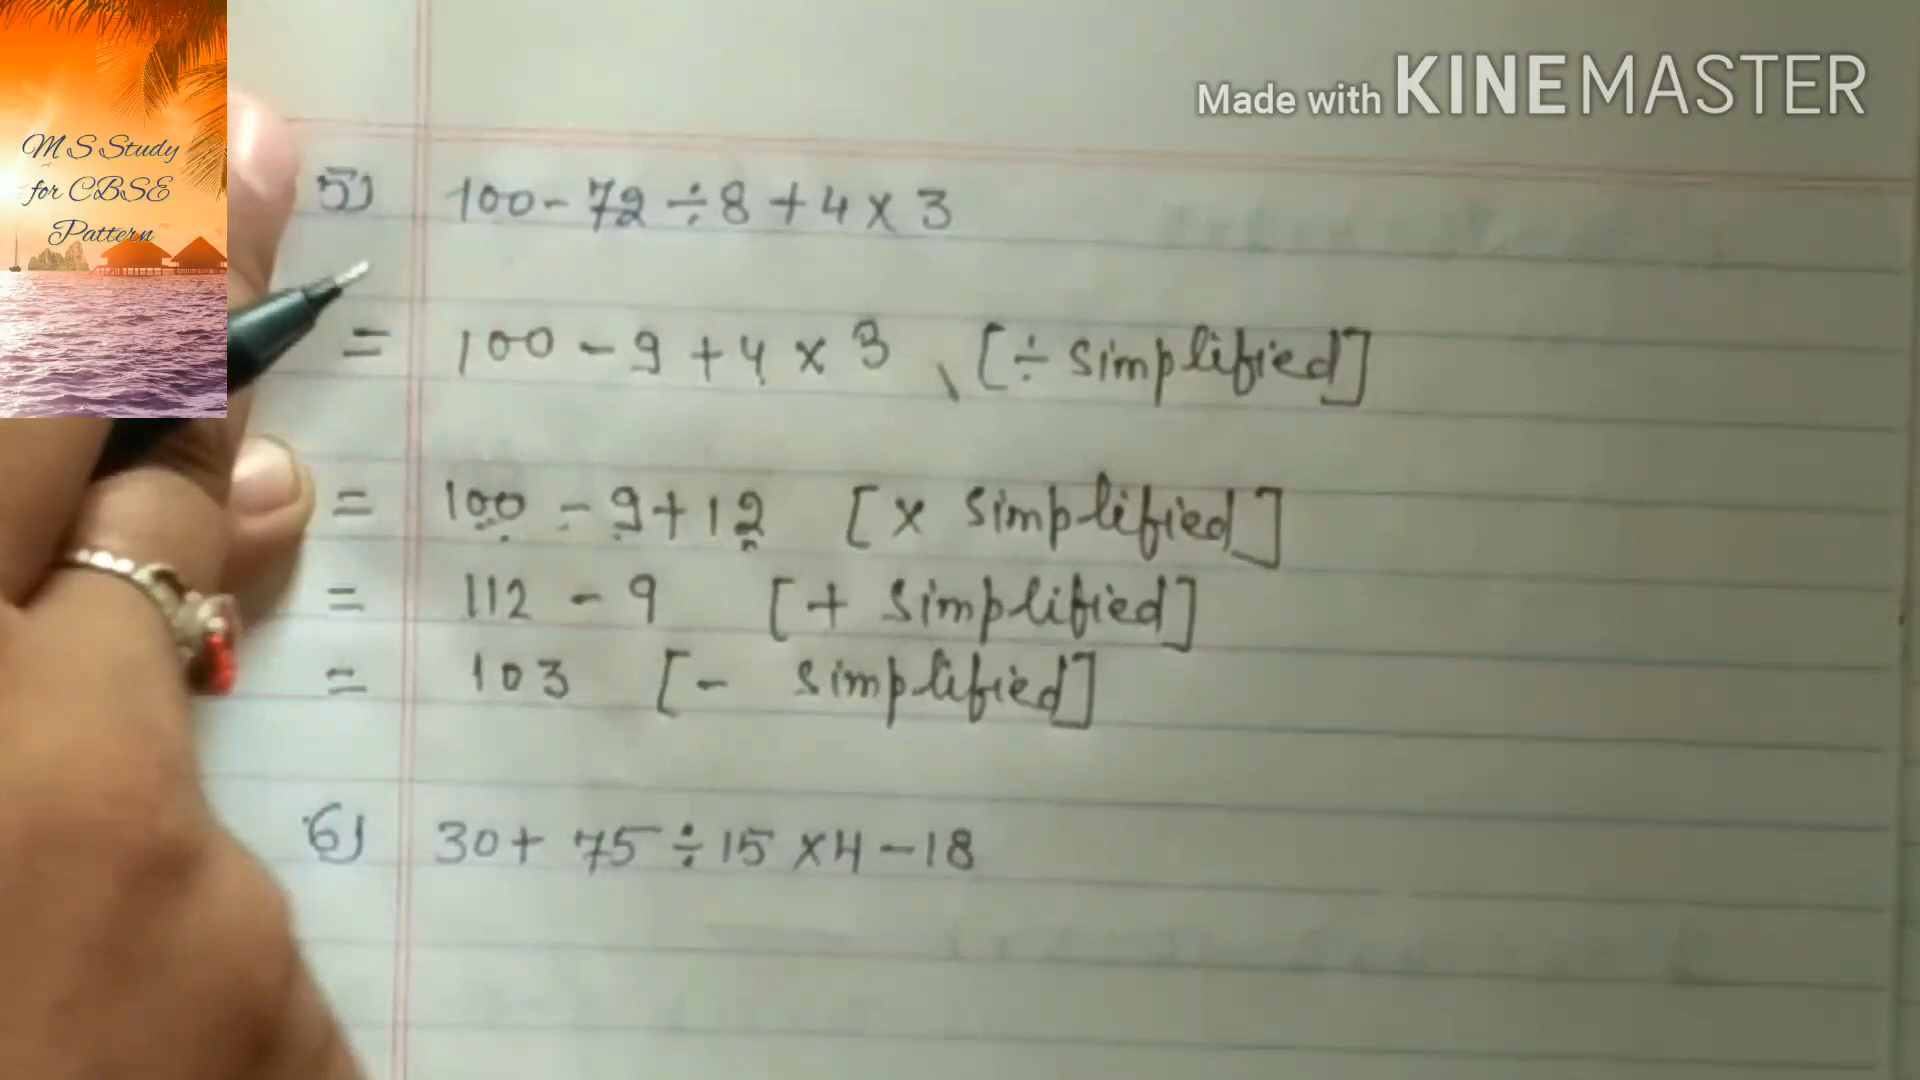 M S Study
for CBSE
Pattern
Made with KINEMASTER
5) 100 - 72 ÷ 8 + 4 × 3
= 100 - 9 + 4 × 3 [÷ simplified]
= 100 - 9 + 12 [× simplified]
= 112 - 9 [+ simplified]
= 103 [- simplified]
6) 30 + 75 ÷ 15 × 4 - 18